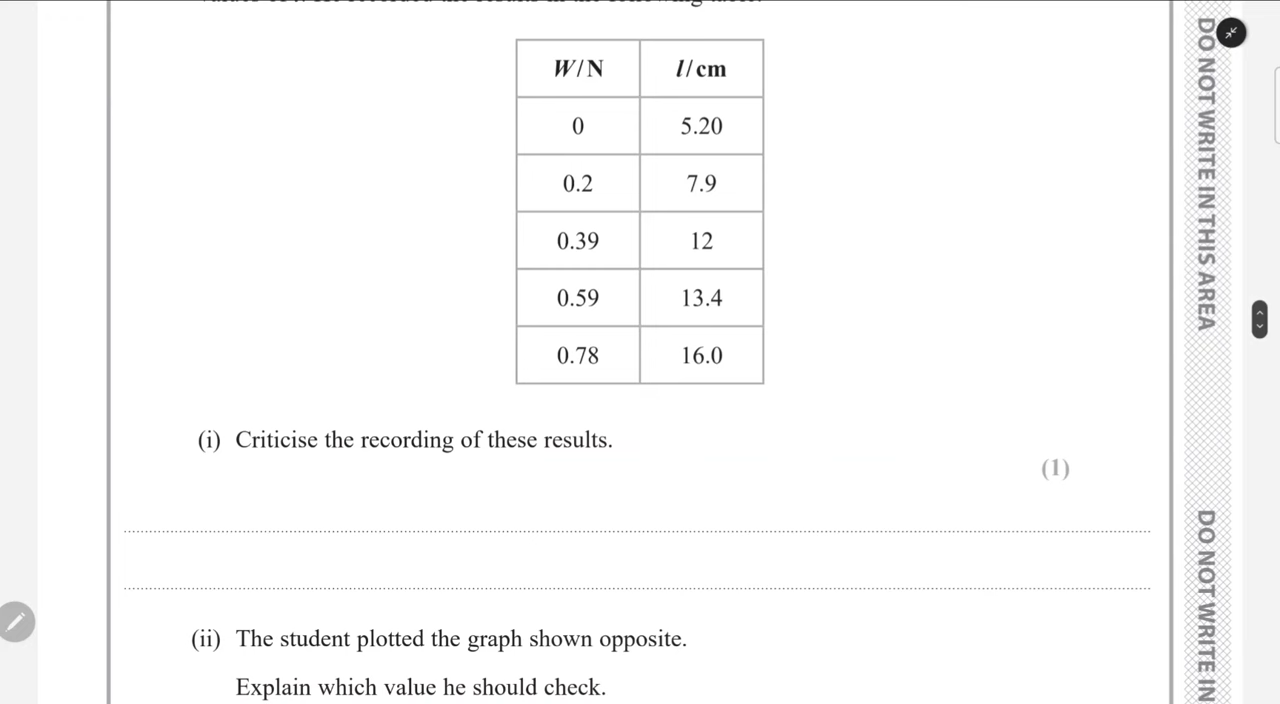 W/N l/cm
0 5.20
0.2 7.9
0.39 12
0.59 13.4
0.78 16.0
(i) Criticise the recording of these results.
(1)
(ii) The student plotted the graph shown opposite.
Explain which value he should check.
DO NOT WRITE IN THIS AREA
DO NOT WRITE IN